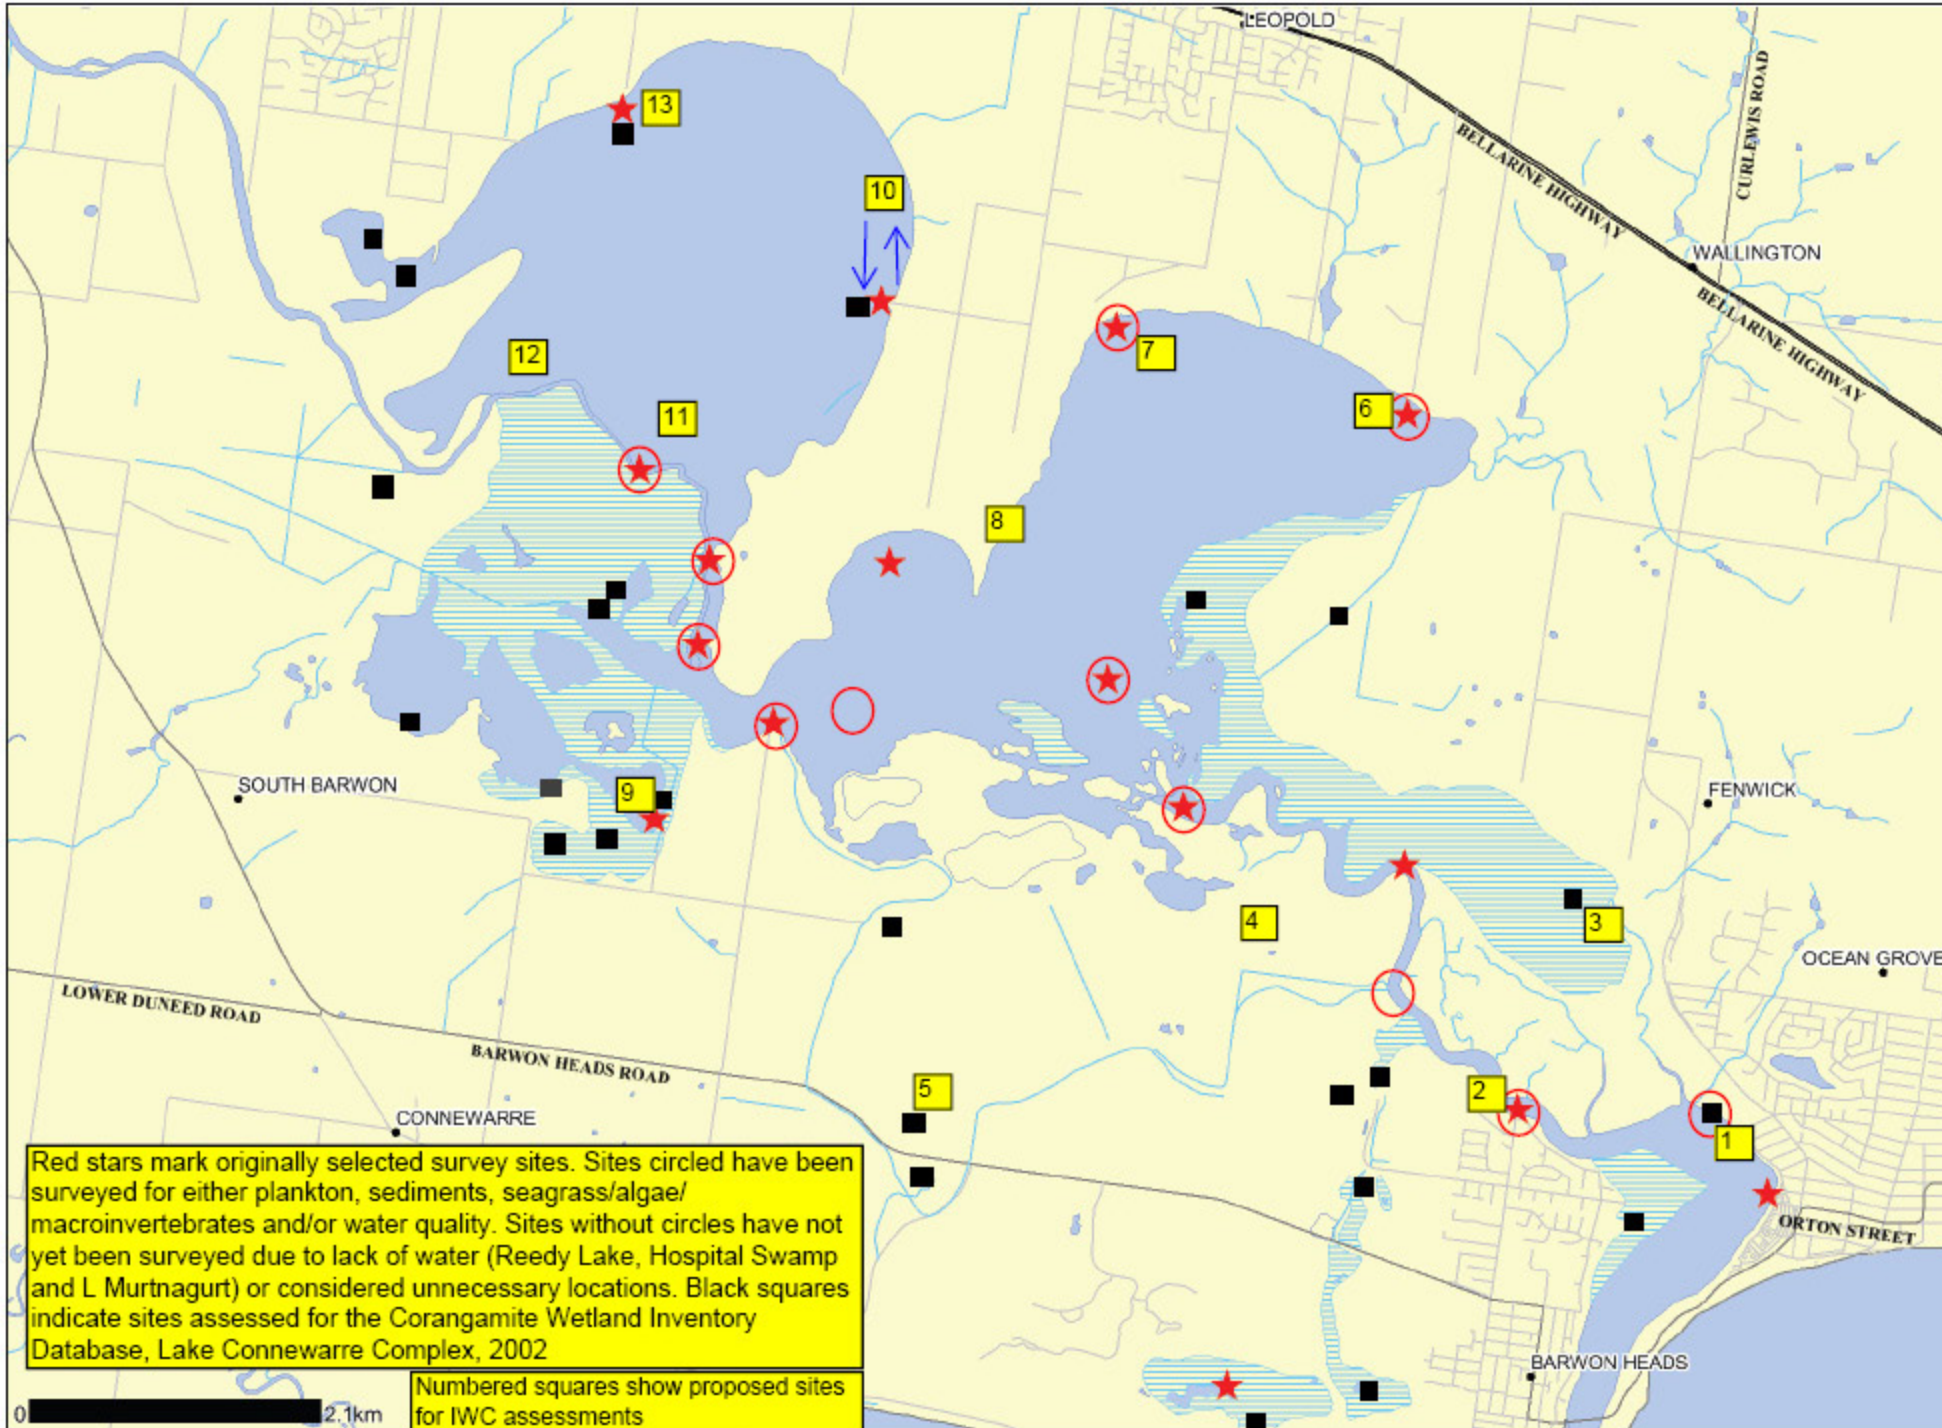 LEOPOLD
CURLEWIS ROAD
13
BELLARINE HIGHWAY
10
WALLINGTON
BELLARINE HIGHWAY
12
7
11
6
8
SOUTH BARWON
9
FENWICK
4
3
OCEAN GROVE
LOWER DUNEED ROAD
BARWON HEADS ROAD
5
2
CONNEWARRE
1
Red stars mark originally selected survey sites. Sites circled have been
surveyed for either plankton, sediments, seagrass/algae/
macroinvertebrates and/or water quality. Sites without circles have not
yet been surveyed due to lack of water (Reedy Lake, Hospital Swamp
and L Murtnagurt) or considered unnecessary locations. Black squares
indicate sites assessed for the Corangamite Wetland Inventory
Database, Lake Connewarre Complex, 2002
ORTON STREET
BARWON HEADS
Numbered squares show proposed sites
for IWC assessments
0 2.1km